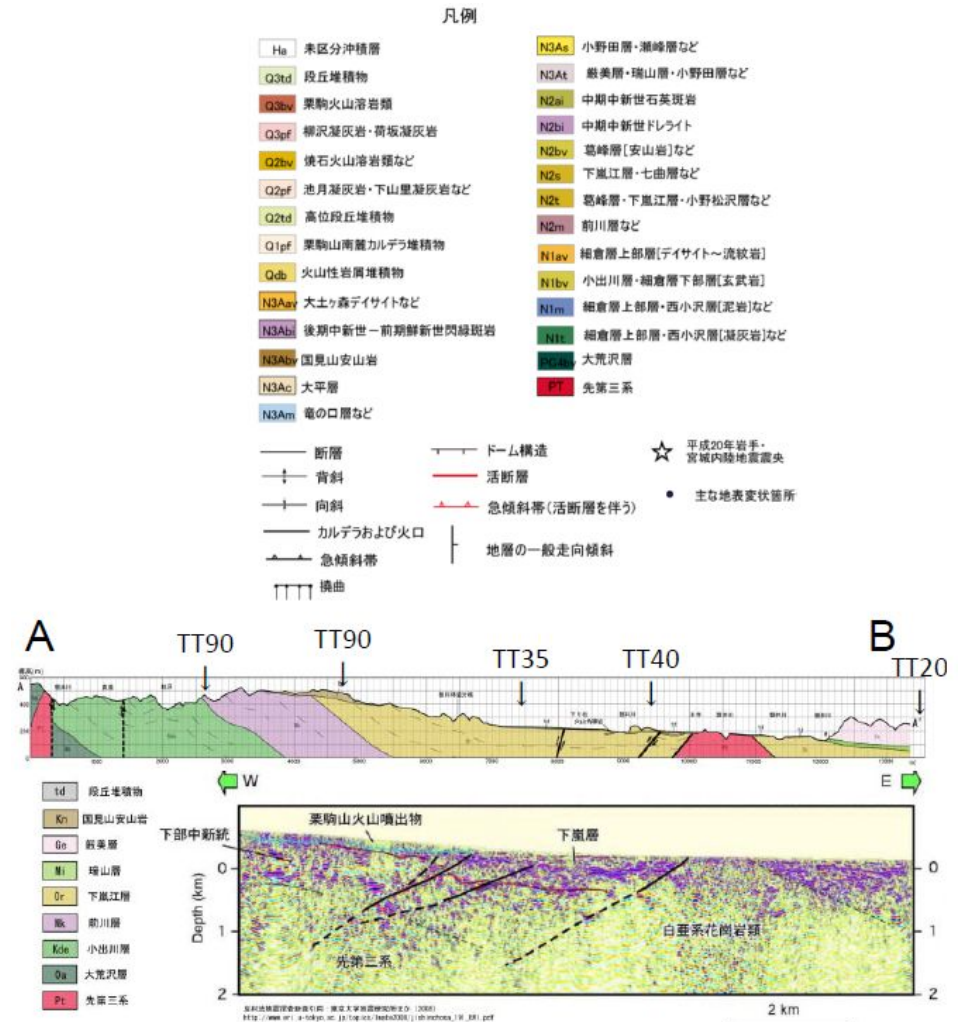 凡例
Ha 未区分沖積層
Q3td 段丘堆積物
Q3bv 栗駒火山溶岩類
Q3pf 柳沢凝灰岩・荷坂凝灰岩
Q2bv 焼石火山溶岩類など
Q2pf 池月凝灰岩・下山里凝灰岩など
Q2td 高位段丘堆積物
Q1pf 栗駒山南麓カルデラ堆積物
Qdb 火山性岩屑堆積物
N3Aav 大土ヶ森デイサイトなど
N3Abi 後期中新世－前期鮮新世閃緑斑岩
N3Abv 国見山安山岩
N3Ac 大平層
N3Am 竜の口層など
N3As 小野田層・瀬峰層など
N3At 厳美層・瑞山層・小野田層など
N2ai 中期中新世石英斑岩
N2bi 中期中新世ドレライト
N2bv 葛峰層[安山岩]など
N2s 下嵐江層・七曲層など
N2t 葛峰層・下嵐江層・小野松沢層など
N2m 前川層など
N1av 細倉層上部層[デイサイト～流紋岩]
N1bv 小出川層・細倉層下部層[玄武岩]
N1m 細倉層上部層・西小沢層[泥岩]など
N1t 細倉層上部層・西小沢層[凝灰岩]など
PG4bv 大荒沢層
PT 先第三系
断層
背斜
向斜
カルデラおよび火口
急傾斜帯
撓曲
ドーム構造
活断層
急傾斜帯(活断層を伴う)
地層の一般走向傾斜
平成20年岩手・
宮城内陸地震震央
主な地表変状箇所
A
B
TT90
TT90
TT35
TT40
TT20
標高(m)
A
A'
W
E
td 段丘堆積物
Kn 国見山安山岩
Ge 厳美層
Mi 瑞山層
Or 下嵐江層
Mk 前川層
Kde 小出川層
Oa 大荒沢層
Pt 先第三系
栗駒山火山噴出物
下部中新統
下嵐層
Depth (km)
0
1
2
0
1
2
先第三系
白亜系花崗岩類
2 km